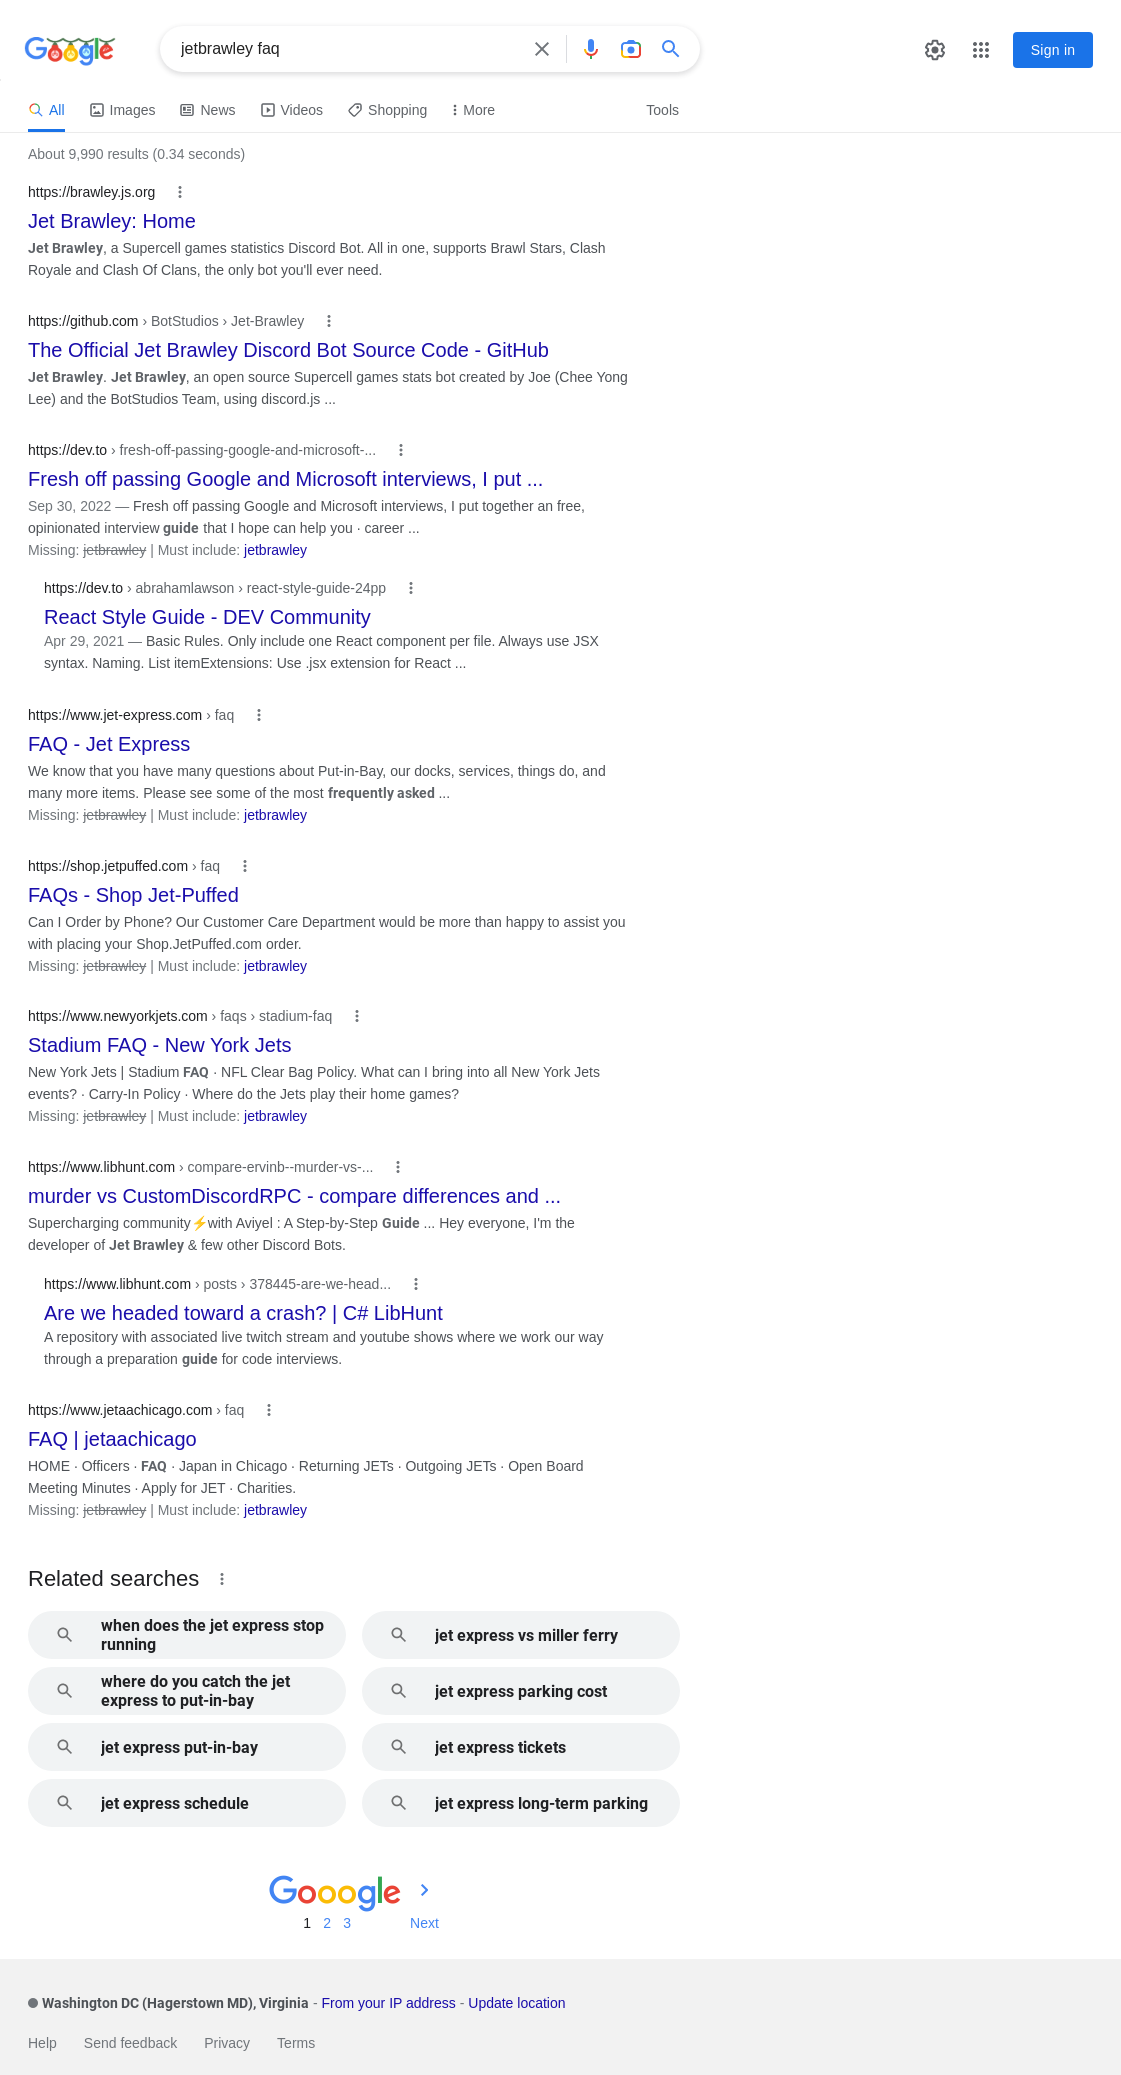 Google
jetbrawley faq
Sign in
All
Images
News
Videos
Shopping
More
Tools
About 9,990 results (0.34 seconds)
https://brawley.js.org
Jet Brawley: Home
Jet Brawley, a Supercell games statistics Discord Bot. All in one, supports Brawl Stars, Clash
Royale and Clash Of Clans, the only bot you'll ever need.
https://github.com › BotStudios › Jet-Brawley
The Official Jet Brawley Discord Bot Source Code - GitHub
Jet Brawley. Jet Brawley, an open source Supercell games stats bot created by Joe (Chee Yong
Lee) and the BotStudios Team, using discord.js ...
https://dev.to › fresh-off-passing-google-and-microsoft-...
Fresh off passing Google and Microsoft interviews, I put ...
Sep 30, 2022 — Fresh off passing Google and Microsoft interviews, I put together an free,
opinionated interview guide that I hope can help you · career ...
Missing: jetbrawley | Must include: jetbrawley
https://dev.to › abrahamlawson › react-style-guide-24pp
React Style Guide - DEV Community
Apr 29, 2021 — Basic Rules. Only include one React component per file. Always use JSX
syntax. Naming. List itemExtensions: Use .jsx extension for React ...
https://www.jet-express.com › faq
FAQ - Jet Express
We know that you have many questions about Put-in-Bay, our docks, services, things do, and
many more items. Please see some of the most frequently asked ...
Missing: jetbrawley | Must include: jetbrawley
https://shop.jetpuffed.com › faq
FAQs - Shop Jet-Puffed
Can I Order by Phone? Our Customer Care Department would be more than happy to assist you
with placing your Shop.JetPuffed.com order.
Missing: jetbrawley | Must include: jetbrawley
https://www.newyorkjets.com › faqs › stadium-faq
Stadium FAQ - New York Jets
New York Jets | Stadium FAQ · NFL Clear Bag Policy. What can I bring into all New York Jets
events? · Carry-In Policy · Where do the Jets play their home games?
Missing: jetbrawley | Must include: jetbrawley
https://www.libhunt.com › compare-ervinb--murder-vs-...
murder vs CustomDiscordRPC - compare differences and ...
Supercharging community⚡with Aviyel : A Step-by-Step Guide ... Hey everyone, I'm the
developer of Jet Brawley & few other Discord Bots.
https://www.libhunt.com › posts › 378445-are-we-head...
Are we headed toward a crash? | C# LibHunt
A repository with associated live twitch stream and youtube shows where we work our way
through a preparation guide for code interviews.
https://www.jetaachicago.com › faq
FAQ | jetaachicago
HOME · Officers · FAQ · Japan in Chicago · Returning JETs · Outgoing JETs · Open Board
Meeting Minutes · Apply for JET · Charities.
Missing: jetbrawley | Must include: jetbrawley
Related searches
when does the jet express stop
running
jet express vs miller ferry
where do you catch the jet
express to put-in-bay
jet express parking cost
jet express put-in-bay
jet express tickets
jet express schedule
jet express long-term parking
Gooogle
1 2 3 Next
Washington DC (Hagerstown MD), Virginia - From your IP address - Update location
Help Send feedback Privacy Terms